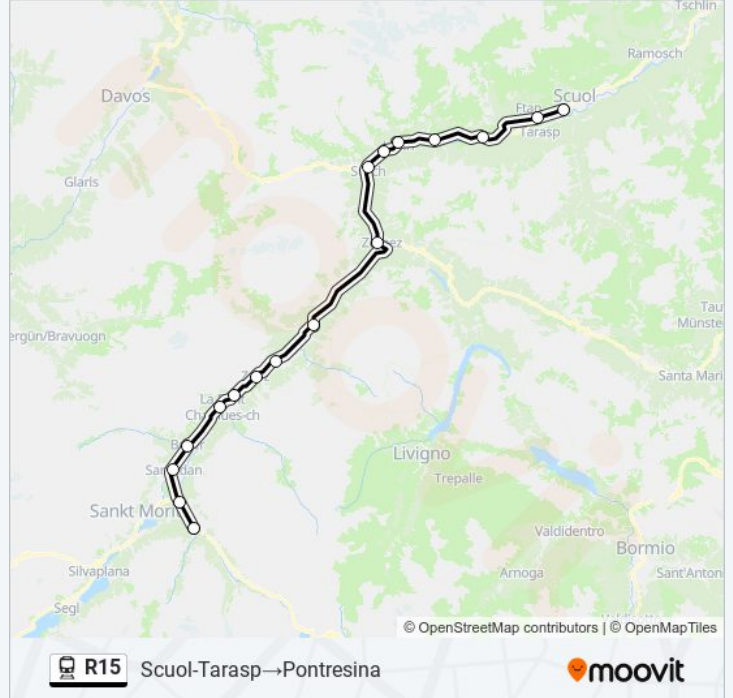 Tschlin
Ramosch
Davos
Scuol
Ftan
Tarasp
Glaris
ergün/Bravuogn
Tau
Münste
Santa Mari
Livigno
Trepalle
Sankt Mori
Valdidentro
Bormio
Silvaplana
Arnoga
Sant'Anton
Segl
© OpenStreetMap contributors | © OpenMapTiles
R15 Scuol-Tarasp→Pontresina
moovit